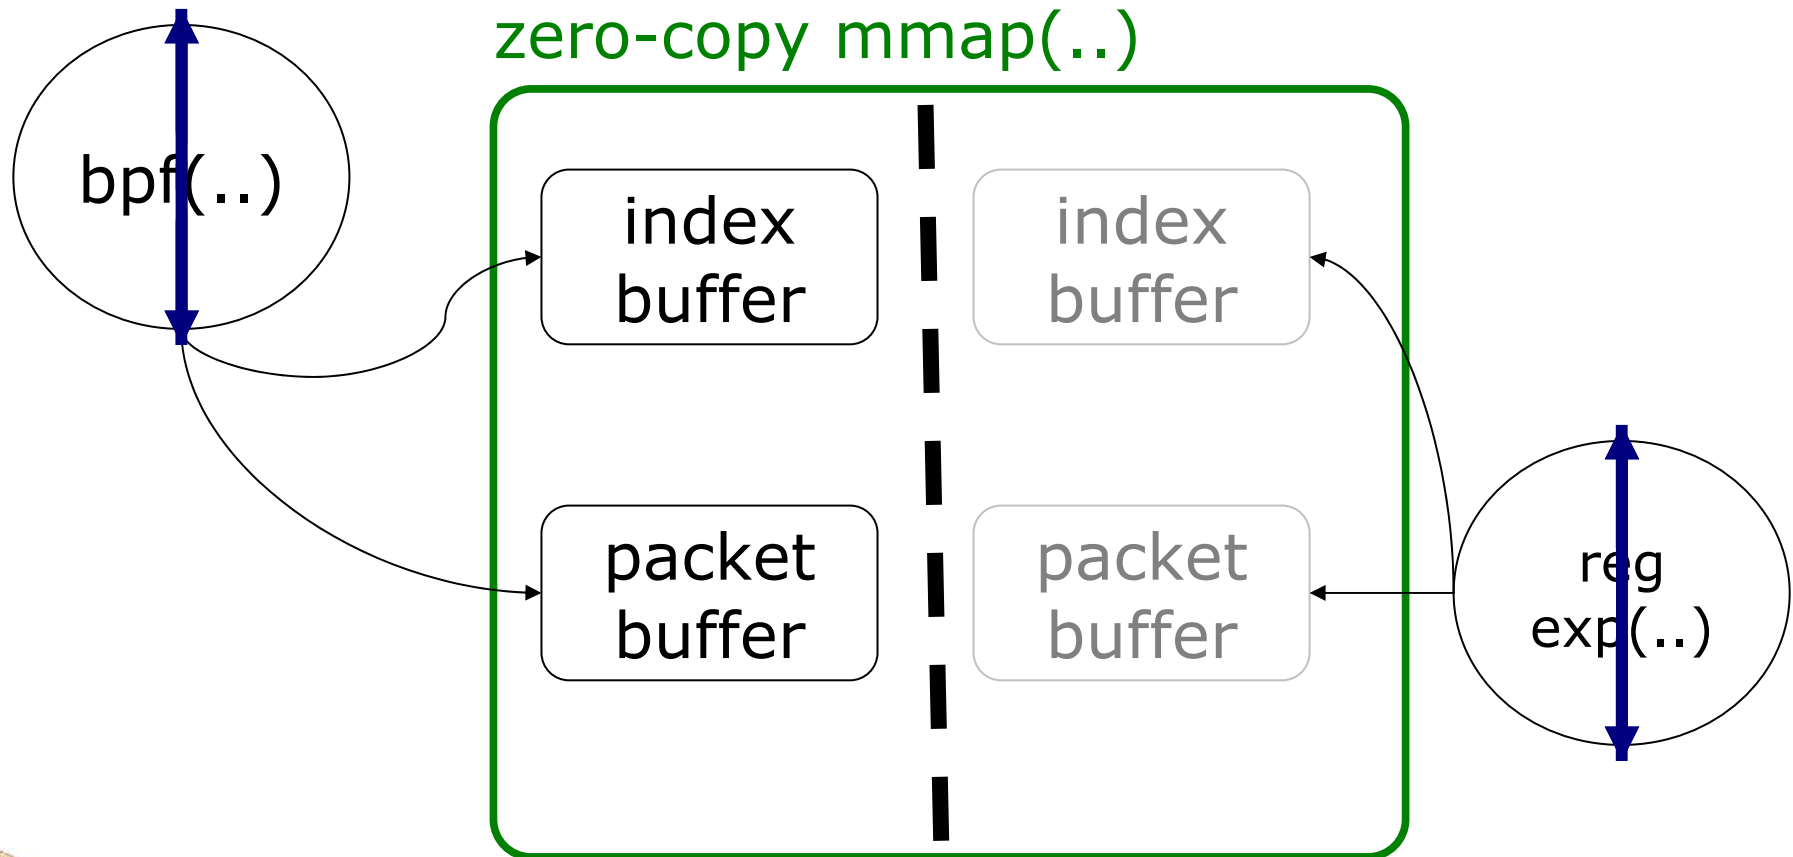 zero-copy mmap(..)
bpf(..)
index
buffer
index
buffer
packet
buffer
packet
buffer
reg
exp(..)